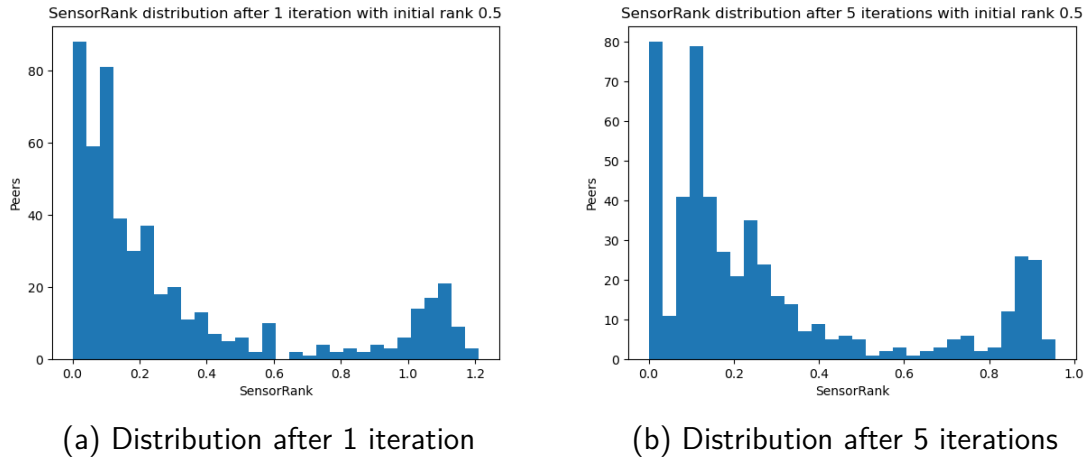 SensorRank distribution after 1 iteration with initial rank 0.5
80
60
40
20
0
Peers
0.0 0.2 0.4 0.6 0.8 1.0 1.2
SensorRank
(a) Distribution after 1 iteration
SensorRank distribution after 5 iterations with initial rank 0.5
80
70
60
50
40
30
20
10
0
Peers
0.0 0.2 0.4 0.6 0.8 1.0
SensorRank
(b) Distribution after 5 iterations